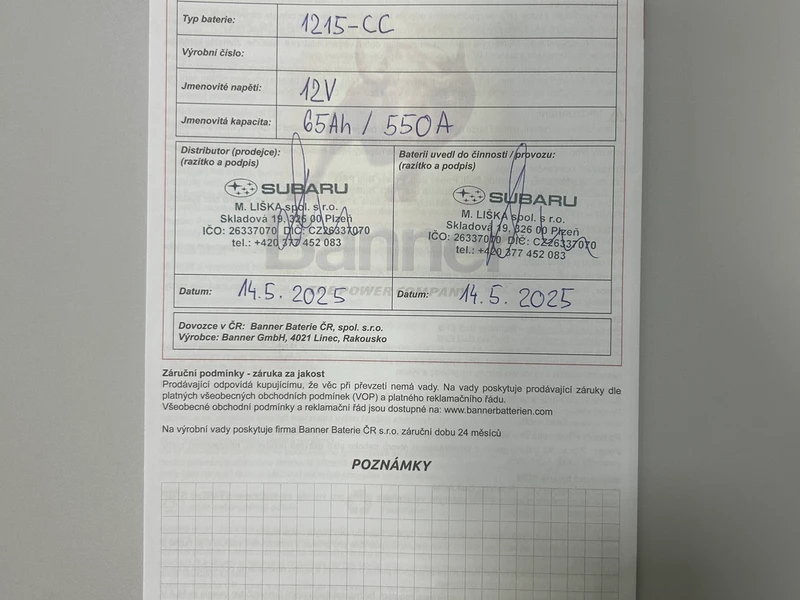 Typ baterie: 1215-CC
Výrobní číslo:
Jmenovité napětí: 12V
Jmenovitá kapacita: 65Ah / 550A
Distributor (prodejce):
(razítko a podpis)
SUBARU
M. LIŠKA spol. s r.o.
Skladová 19, 326 00 Plzeň
IČO: 26337070 DIČ: CZ26337070
tel.: +420 377 452 083
Baterii uvedl do činnosti / provozu:
(razítko a podpis)
SUBARU
M. LIŠKA spol. s r.o.
Skladová 19, 326 00 Plzeň
IČO: 26337070 DIČ: CZ26337070
tel.: +420 377 452 083
Banner
THE POWER COMPANY
Datum: 14.5. 2025
Datum: 14.5. 2025
Dovozce v ČR: Banner Baterie ČR, spol. s.r.o.
Výrobce: Banner GmbH, 4021 Linec, Rakousko
Záruční podmínky - záruka za jakost
Prodávající odpovídá kupujícímu, že věc při převzetí nemá vady. Na vady poskytuje prodávající záruky dle
platných všeobecných obchodních podmínek (VOP) a platného reklamačního řádu.
Všeobecné obchodní podmínky a reklamační řád jsou dostupné na: www.bannerbatterien.com
Na výrobní vady poskytuje firma Banner Baterie ČR s.r.o. záruční dobu 24 měsíců
POZNÁMKY